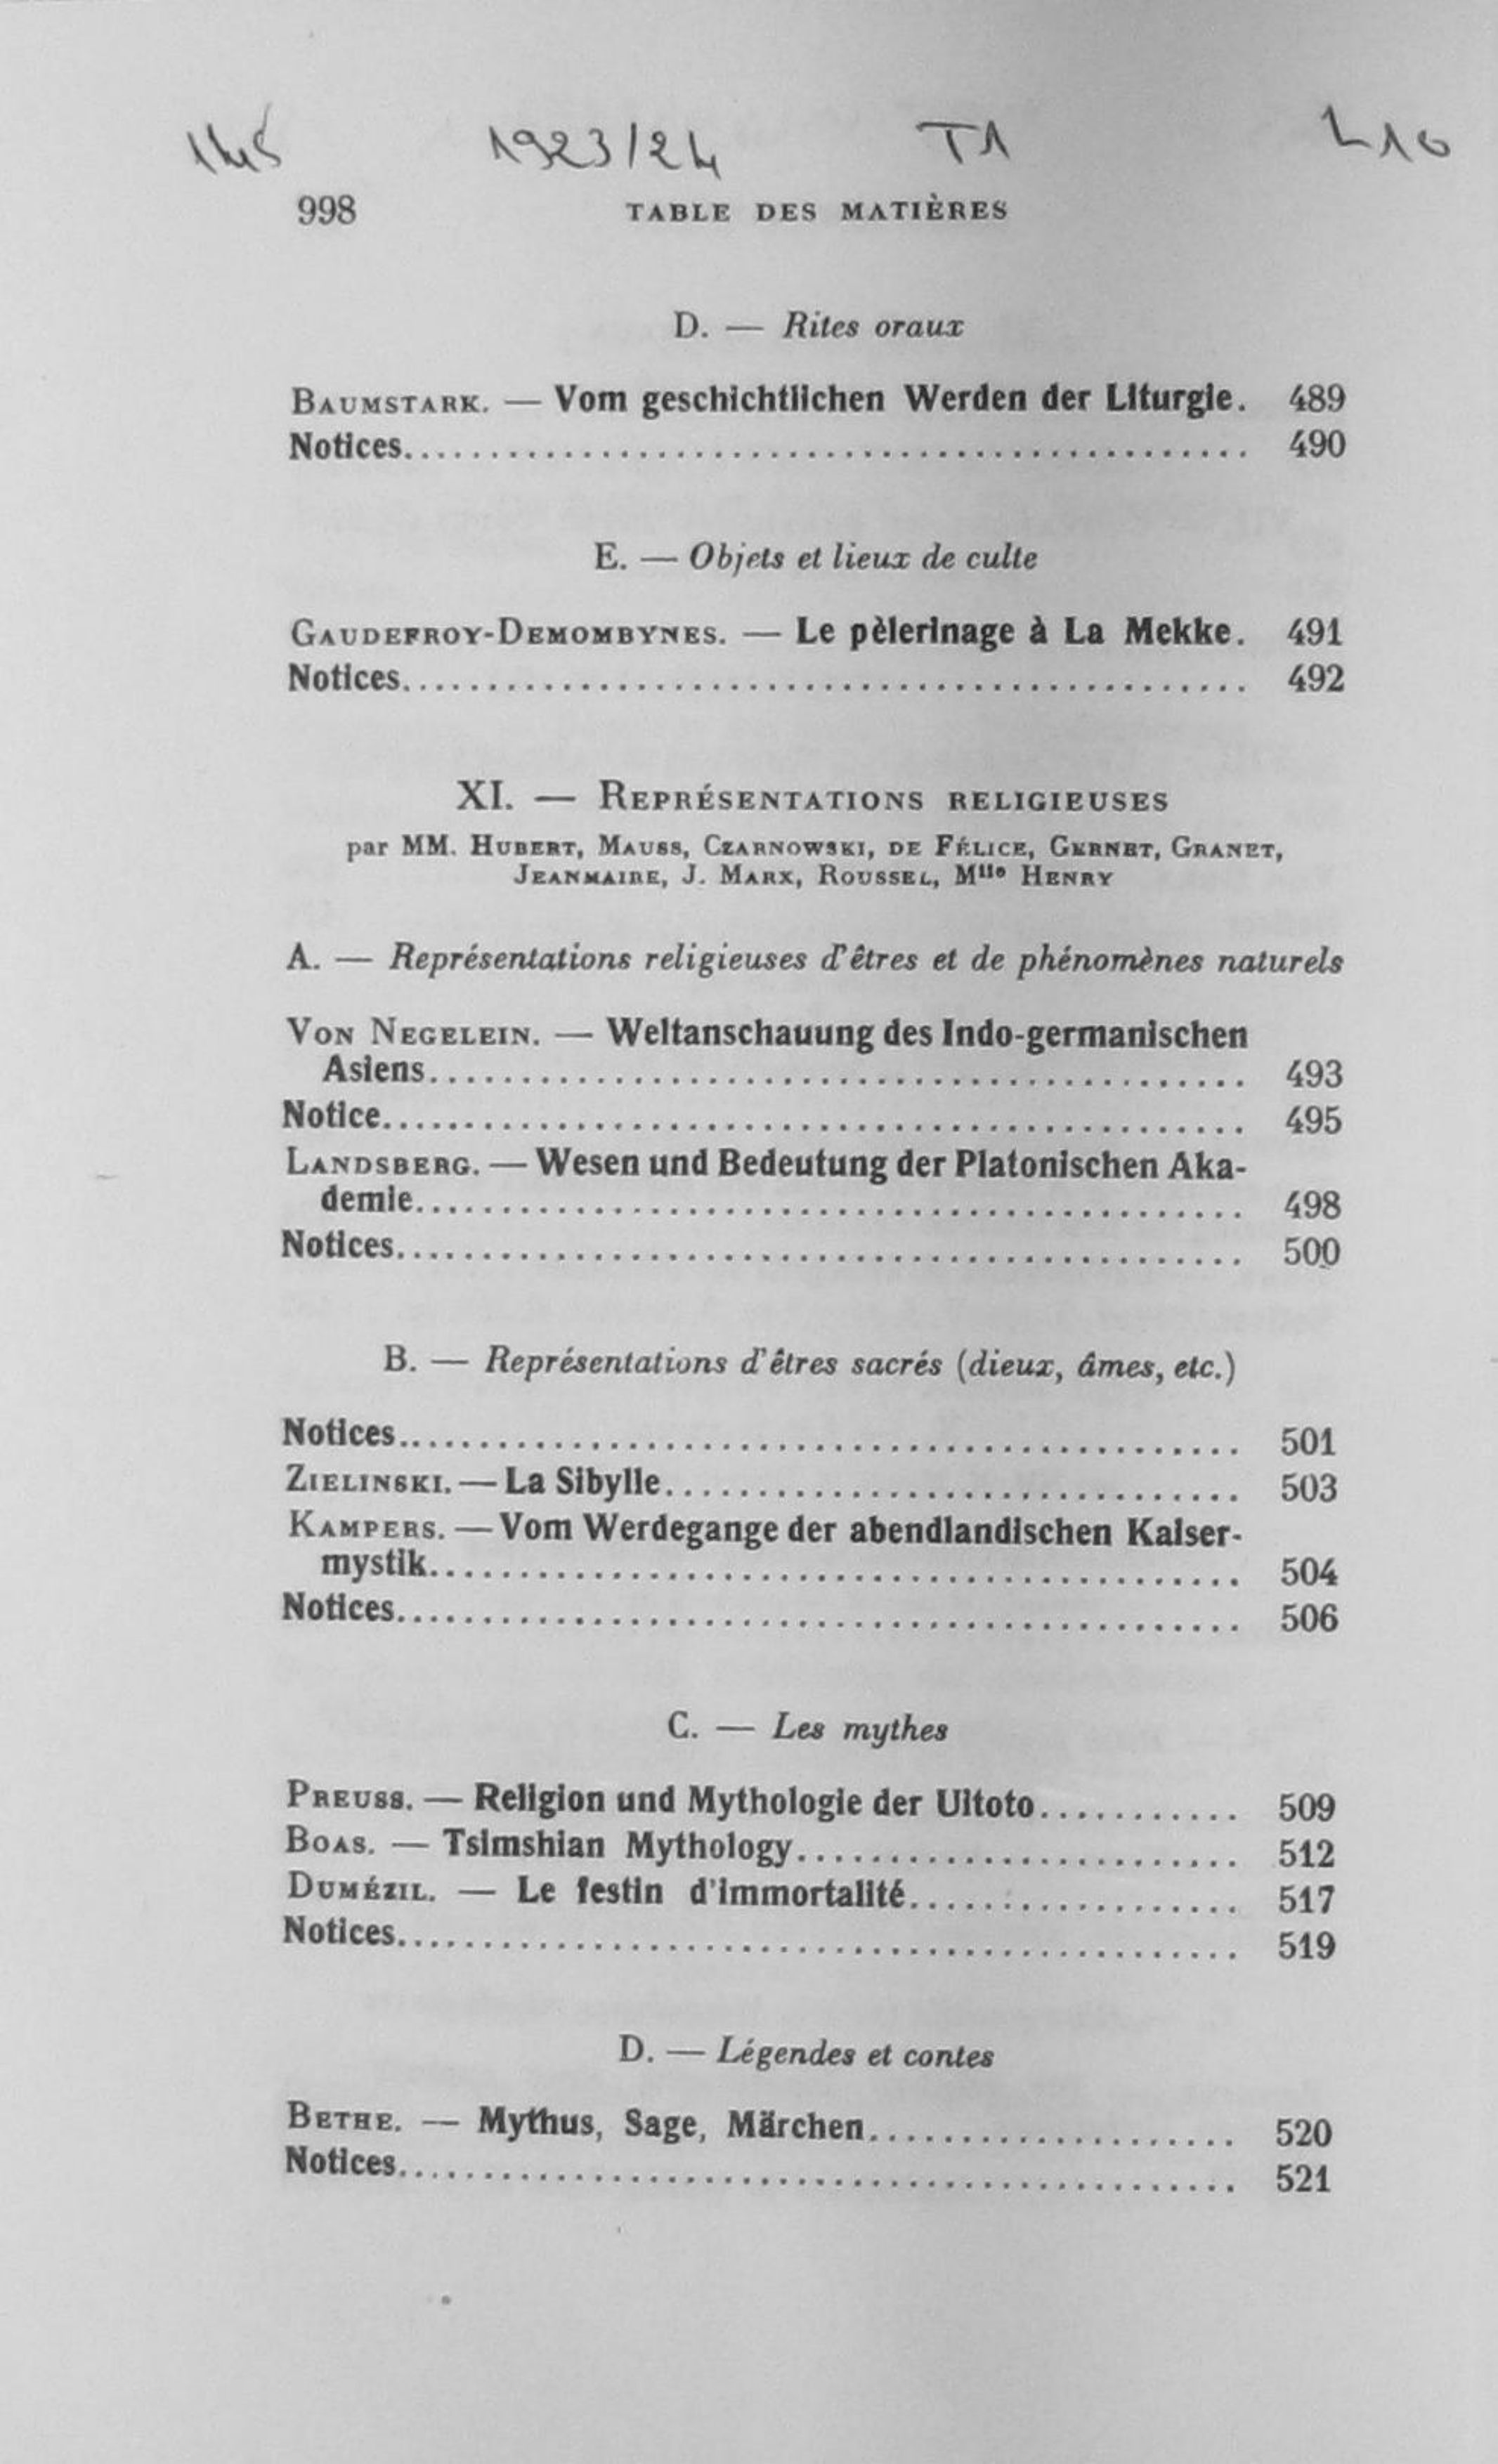 145 1923/24 T1 L10
998 TABLE DES MATIÈRES
D. — Rites oraux
BAUMSTARK. — Vom geschichtlichen Werden der Liturgie. 489
Notices.................................................. 490
E. — Objets et lieux de culte
GAUDEFROY-DEMOMBYNES. — Le pèlerinage à La Mekke. 491
Notices.................................................. 492
XI. — REPRÉSENTATIONS RELIGIEUSES
par MM. HUBERT, MAUSS, CZARNOWSKI, DE FÉLICE, GERNET, GRANET,
JEANMAIRE, J. MARX, ROUSSEL, Mlle HENRY
A. — Représentations religieuses d'êtres et de phénomènes naturels
VON NEGELEIN. — Weltanschauung des Indo-germanischen
Asiens.................................................. 493
Notice.................................................. 495
LANDSBERG. — Wesen und Bedeutung der Platonischen Aka-
demie.................................................. 498
Notices.................................................. 500
B. — Représentations d'êtres sacrés (dieux, âmes, etc.)
Notices.................................................. 501
ZIELINSKI. — La Sibylle................................ 503
KAMPERS. — Vom Werdegange der abendlandischen Kaiser-
mystik.................................................. 504
Notices.................................................. 506
C. — Les mythes
PREUSS. — Religion und Mythologie der Uitoto............ 509
BOAS. — Tsimshian Mythology.......................... 512
DUMÉZIL. — Le festin d'immortalité................... 517
Notices.................................................. 519
D. — Légendes et contes
BETHE. — Mythus, Sage, Märchen..................... 520
Notices.................................................. 521